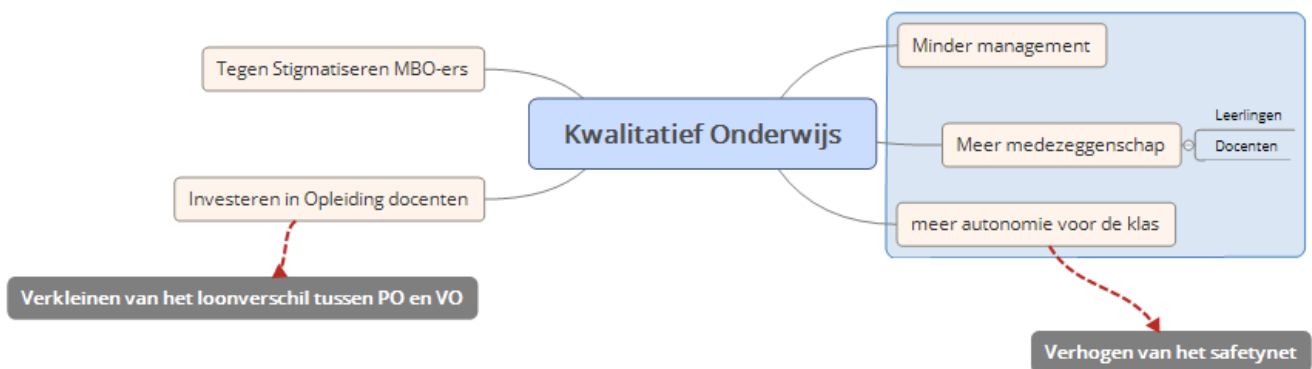 Minder management
Tegen Stigmatiseren MBO-ers
Kwalitatief Onderwijs
Leerlingen
Meer medezeggenschap
Docenten
Investeren in Opleiding docenten
meer autonomie voor de klas
Verkleinen van het loonverschil tussen PO en VO
Verhogen van het safetynet